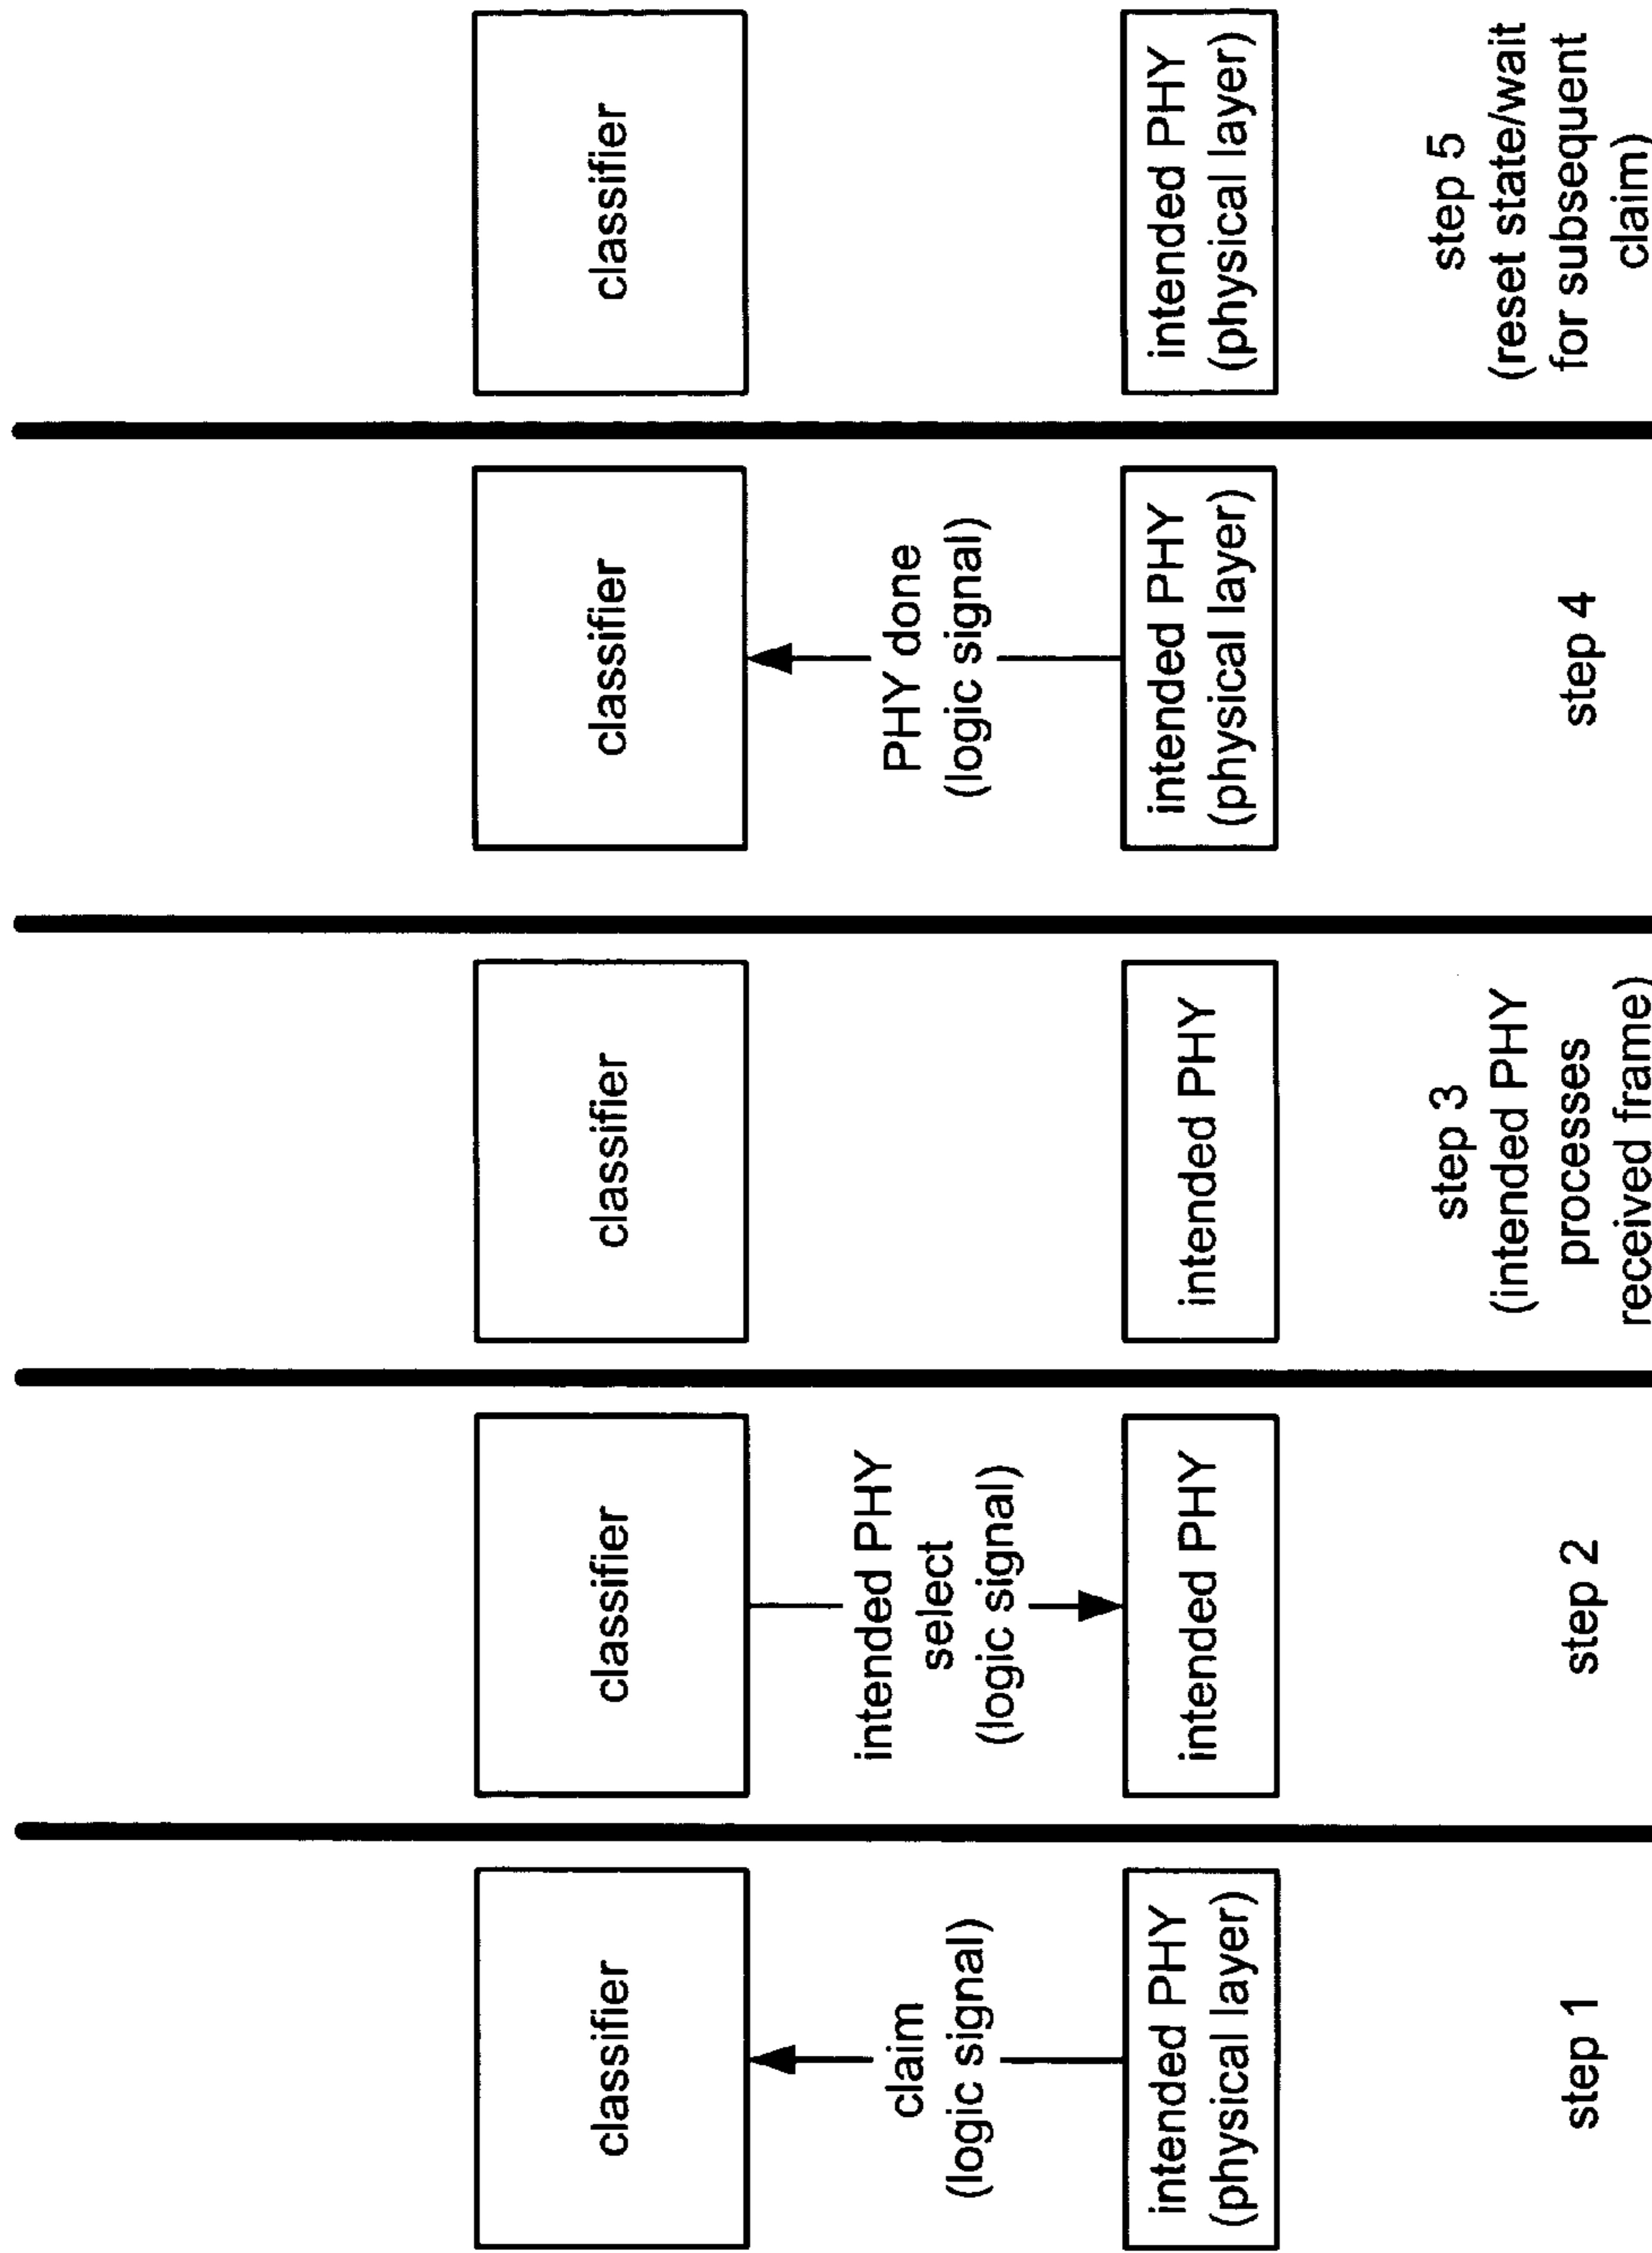 classifier
claim
(logic signal)
intended PHY
(physical layer)
step 1
classifier
intended PHY
select
(logic signal)
intended PHY
step 2
classifier
intended PHY
step 3
(intended PHY
processes
received frame)
classifier
PHY done
(logic signal)
intended PHY
(physical layer)
step 4
classifier
intended PHY
(physical layer)
step 5
(reset state/wait
for subsequent
claim)